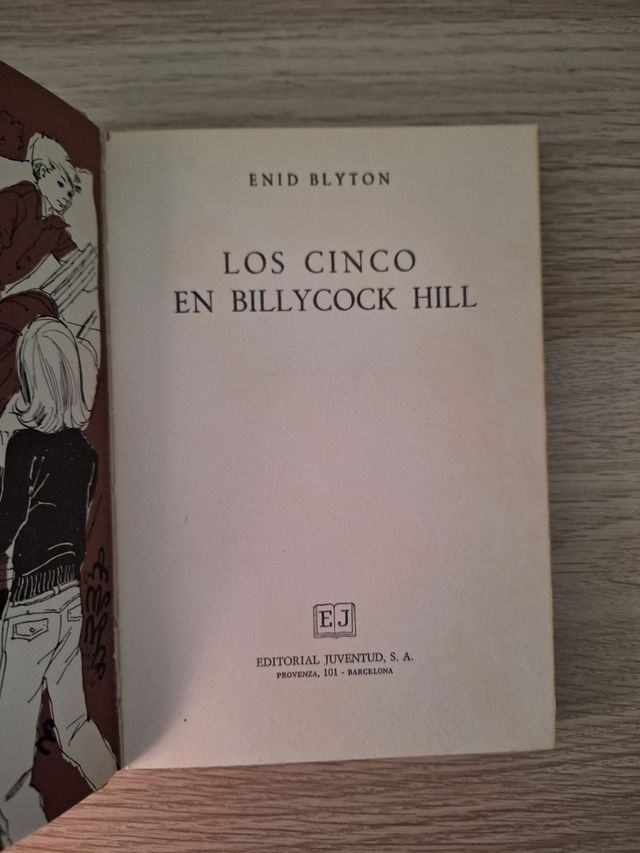 ENID BLYTON
LOS CINCO
EN BILLYCOCK HILL
EJ
EDITORIAL JUVENTUD, S. A.
PROVENZA, 101 - BARCELONA